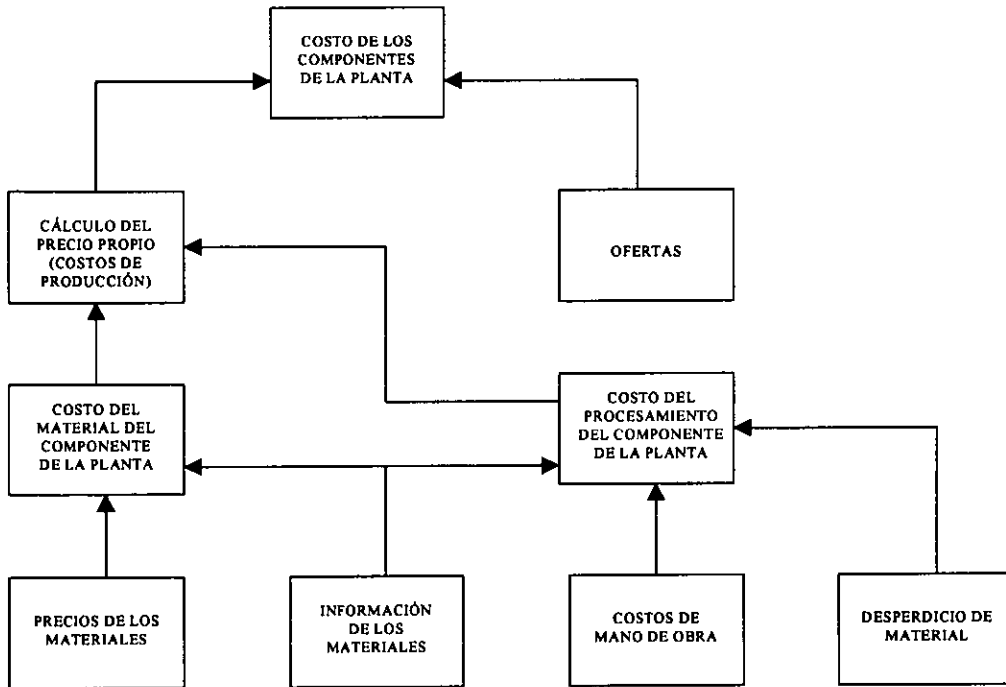 COSTO DE LOS
COMPONENTES
DE LA PLANTA
CÁLCULO DEL
PRECIO PROPIO
(COSTOS DE
PRODUCCIÓN)
OFERTAS
COSTO DEL
MATERIAL DEL
COMPONENTE
DE LA PLANTA
COSTO DEL
PROCESAMIENTO
DEL COMPONENTE
DE LA PLANTA
PRECIOS DE LOS
MATERIALES
INFORMACIÓN
DE LOS
MATERIALES
COSTOS DE
MANO DE OBRA
DESPERDICIO DE
MATERIAL